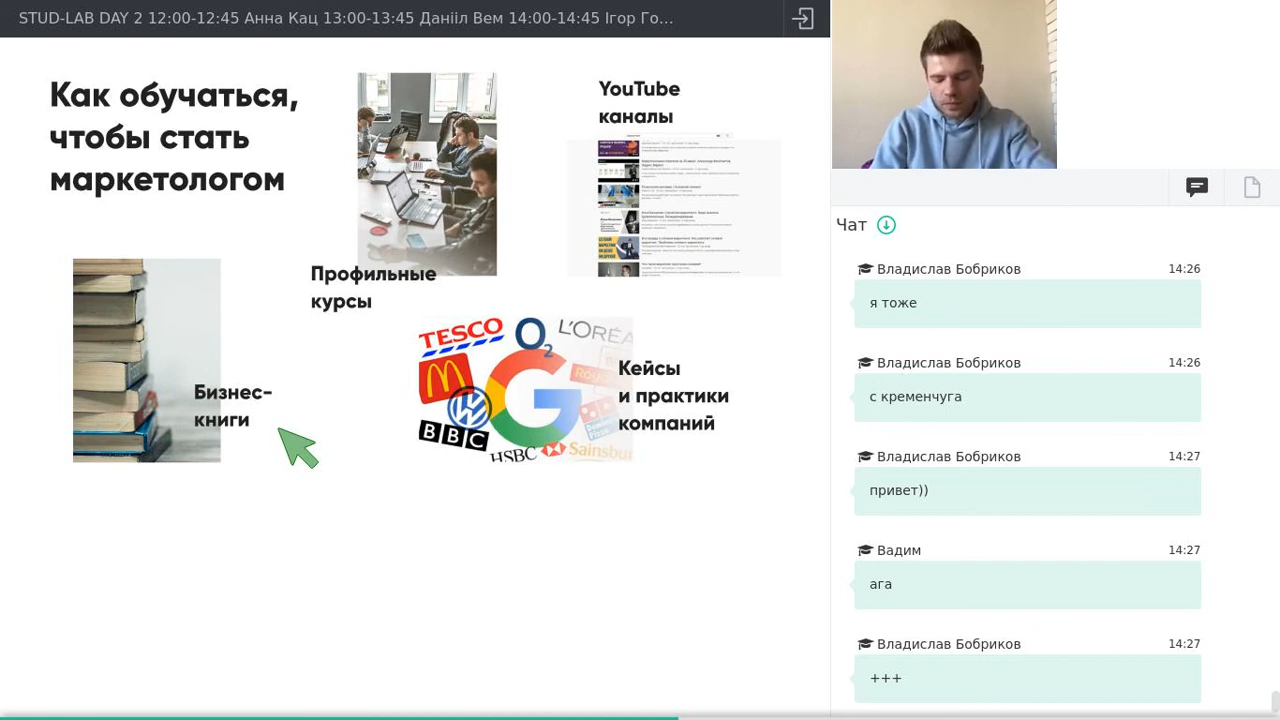 STUD-LAB DAY 2 12:00-12:45 Анна Кац 13:00-13:45 Данііл Вем 14:00-14:45 Ігор Го...
Как обучаться,
чтобы стать
маркетологом
YouTube
каналы
Профильные
курсы
Бизнес-
книги
TESCO
O2
L'ORÉA
BBC
HSBC
Sainsbur
Кейсы
и практики
компаний
Чат
Владислав Бобриков 14:26
я тоже
Владислав Бобриков 14:26
с кременчуга
Владислав Бобриков 14:27
привет))
Вадим 14:27
ага
Владислав Бобриков 14:27
+++